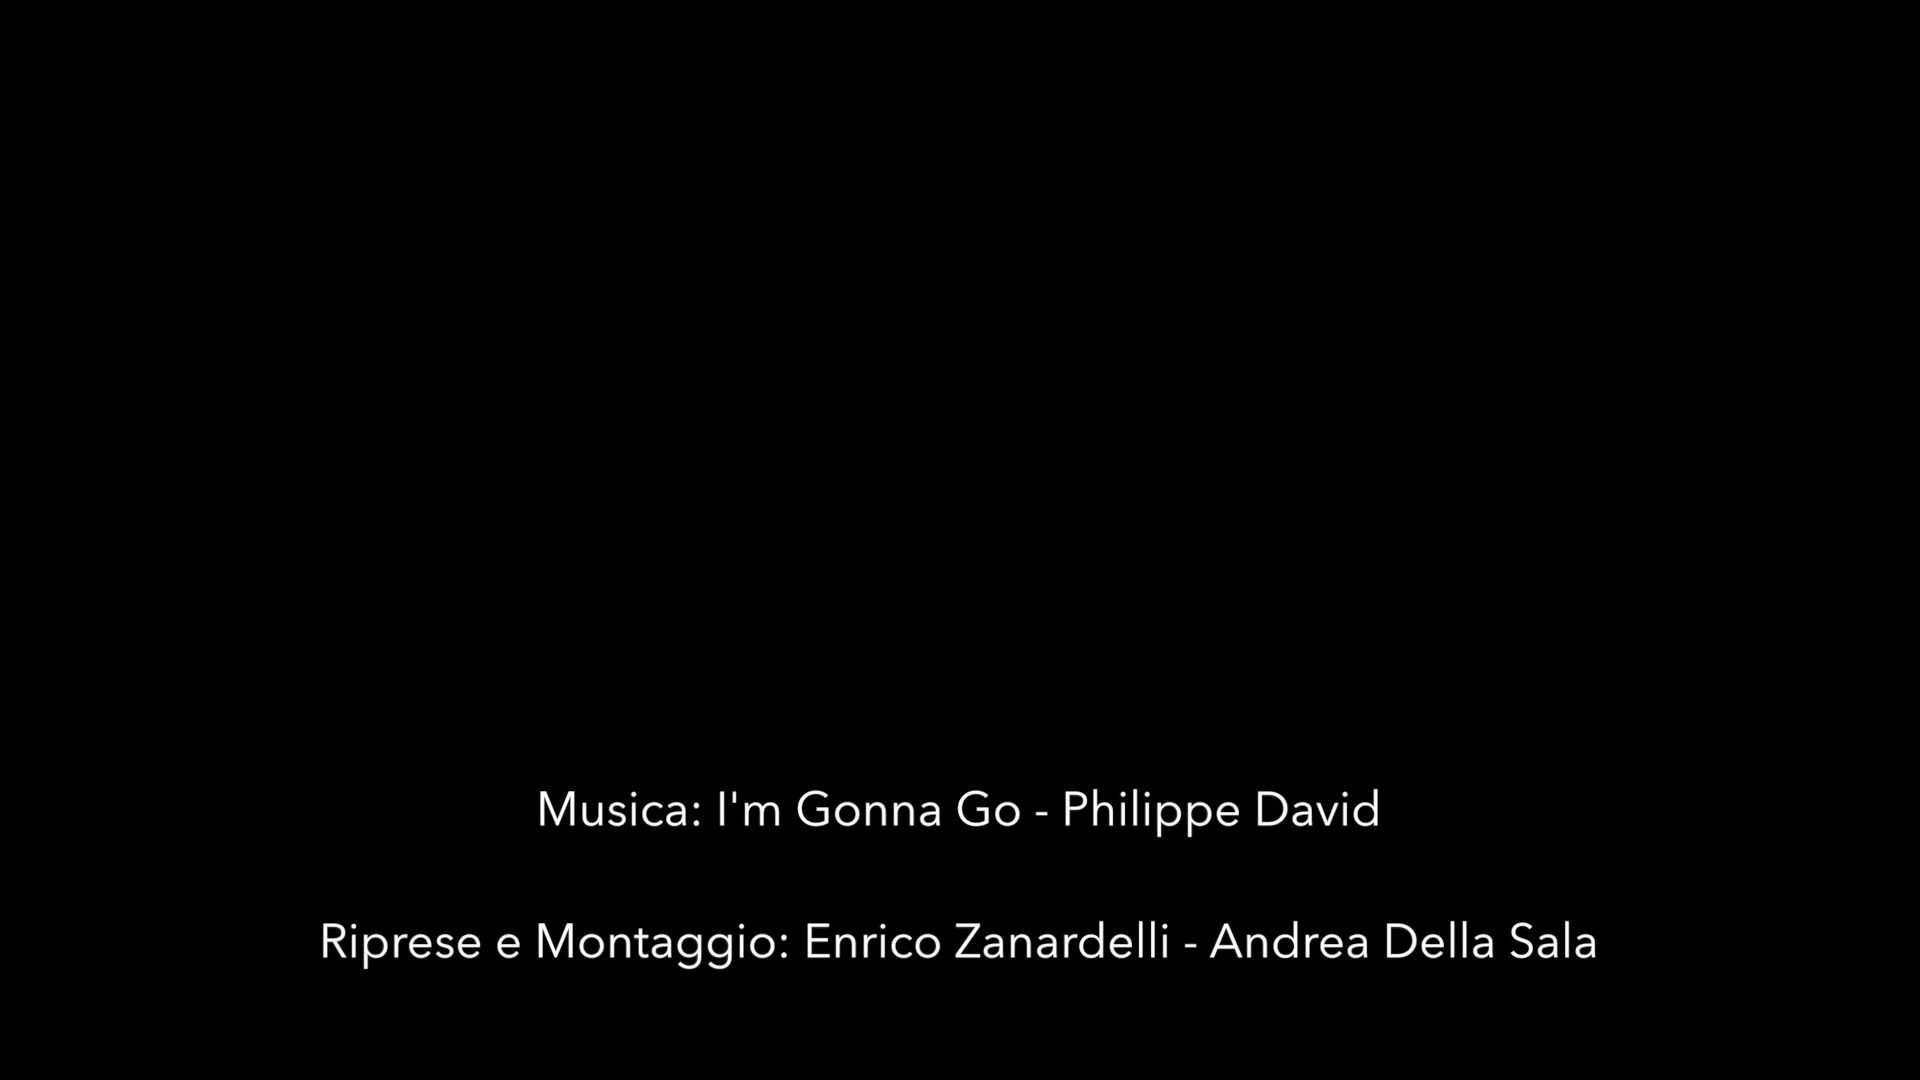 Musica: I'm Gonna Go - Philippe David
Riprese e Montaggio: Enrico Zanardelli - Andrea Della Sala